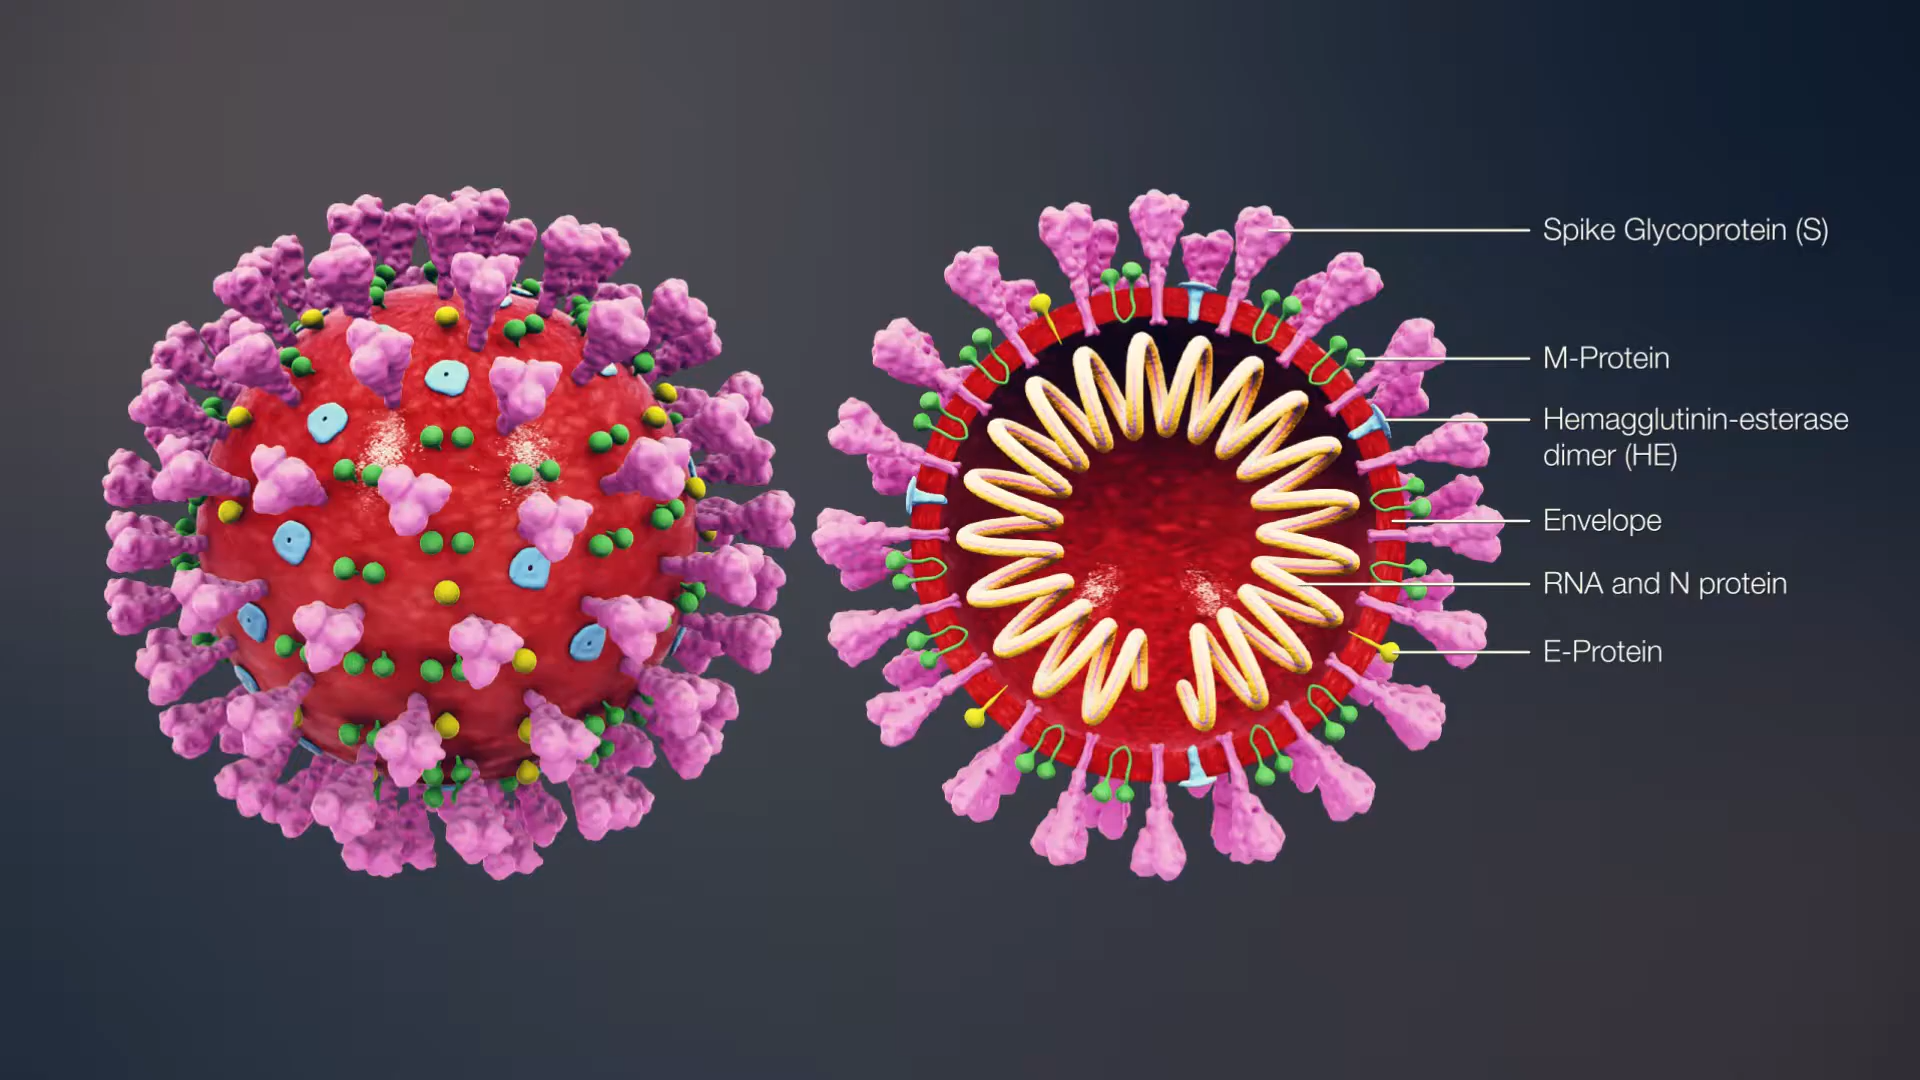 Spike Glycoprotein (S)
M-Protein
Hemagglutinin-esterase
dimer (HE)
Envelope
RNA and N protein
E-Protein